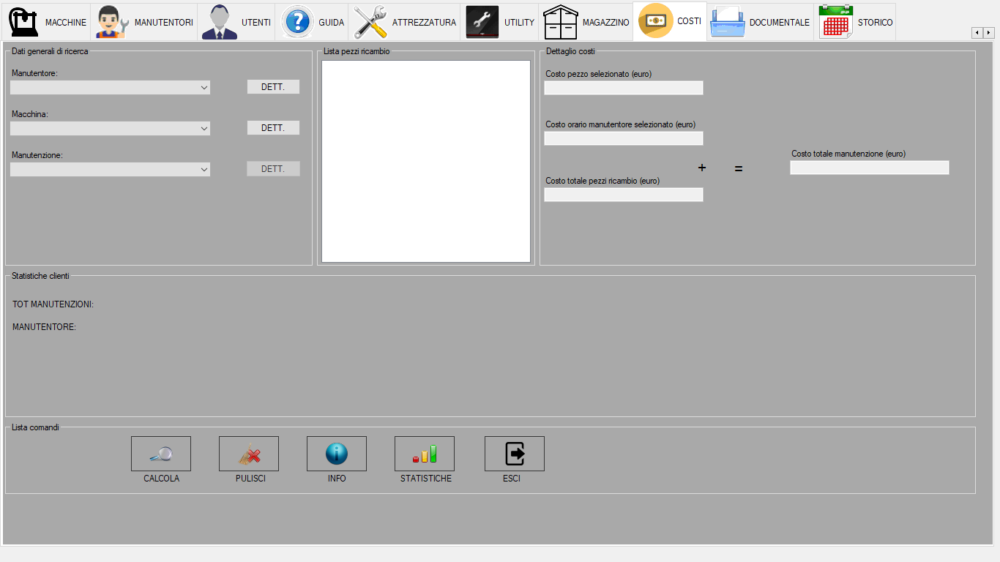 MACCHINE
MANUTENTORI
UTENTI
GUIDA
ATTREZZATURA
UTILITY
MAGAZZINO
COSTI
DOCUMENTALE
STORICO
Dati generali di ricerca
Manutentore:
DETT.
Macchina:
DETT.
Manutenzione:
DETT.
Lista pezzi ricambio
Dettaglio costi
Costo pezzo selezionato (euro)
Costo orario manutentore selezionato (euro)
+
=
Costo totale manutenzione (euro)
Costo totale pezzi ricambio (euro)
Statistiche clienti
TOT MANUTENZIONI:
MANUTENTORE:
Lista comandi
CALCOLA
PULISCI
INFO
STATISTICHE
ESCI